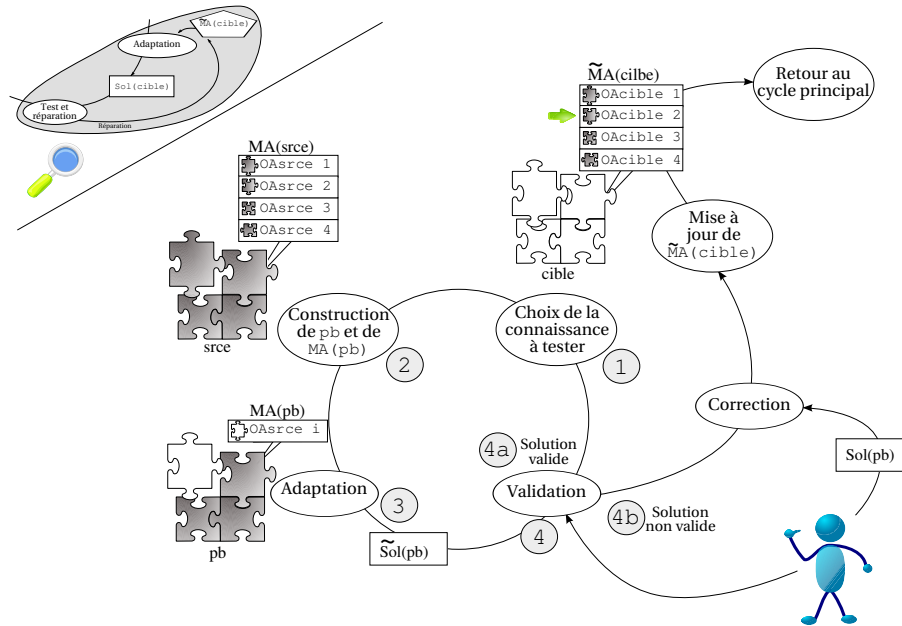 M̃A(cible)
Adaptation
Sol(cible)
Test et
réparation
Réparation
M̃A(cilbe)
OAcible 1
OAcible 2
OAcible 3
OAcible 4
cible
Retour au
cycle principal
MA(srce)
OAsrce 1
OAsrce 2
OAsrce 3
OAsrce 4
srce
Mise à
jour de
M̃A(cible)
Construction
de pb et de
MA(pb)
2
Choix de la
connaissance
à tester
1
Correction
MA(pb)
OAsrce i
pb
Adaptation
3
4a
Solution
valide
Validation
4
4b
Solution
non valide
S̃ol(pb)
Sol(pb)